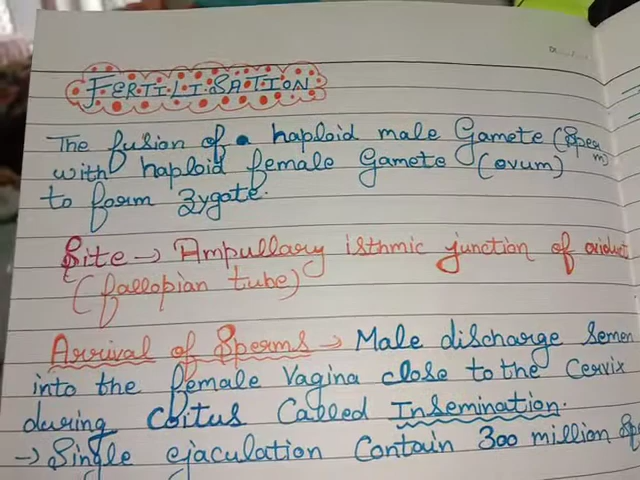 FERTILISATION
The fusion of a haploid male Gamete (Sperm)
with haploid female Gamete (ovum)
to form Zygote.
Site → Ampullary isthmic junction of oviduct
(fallopian tube)
Arrival of Sperms → Male discharge Semen
into the female Vagina close to the Cervix
during Coitus Called Insemination.
→ Single ejaculation Contain 300 million